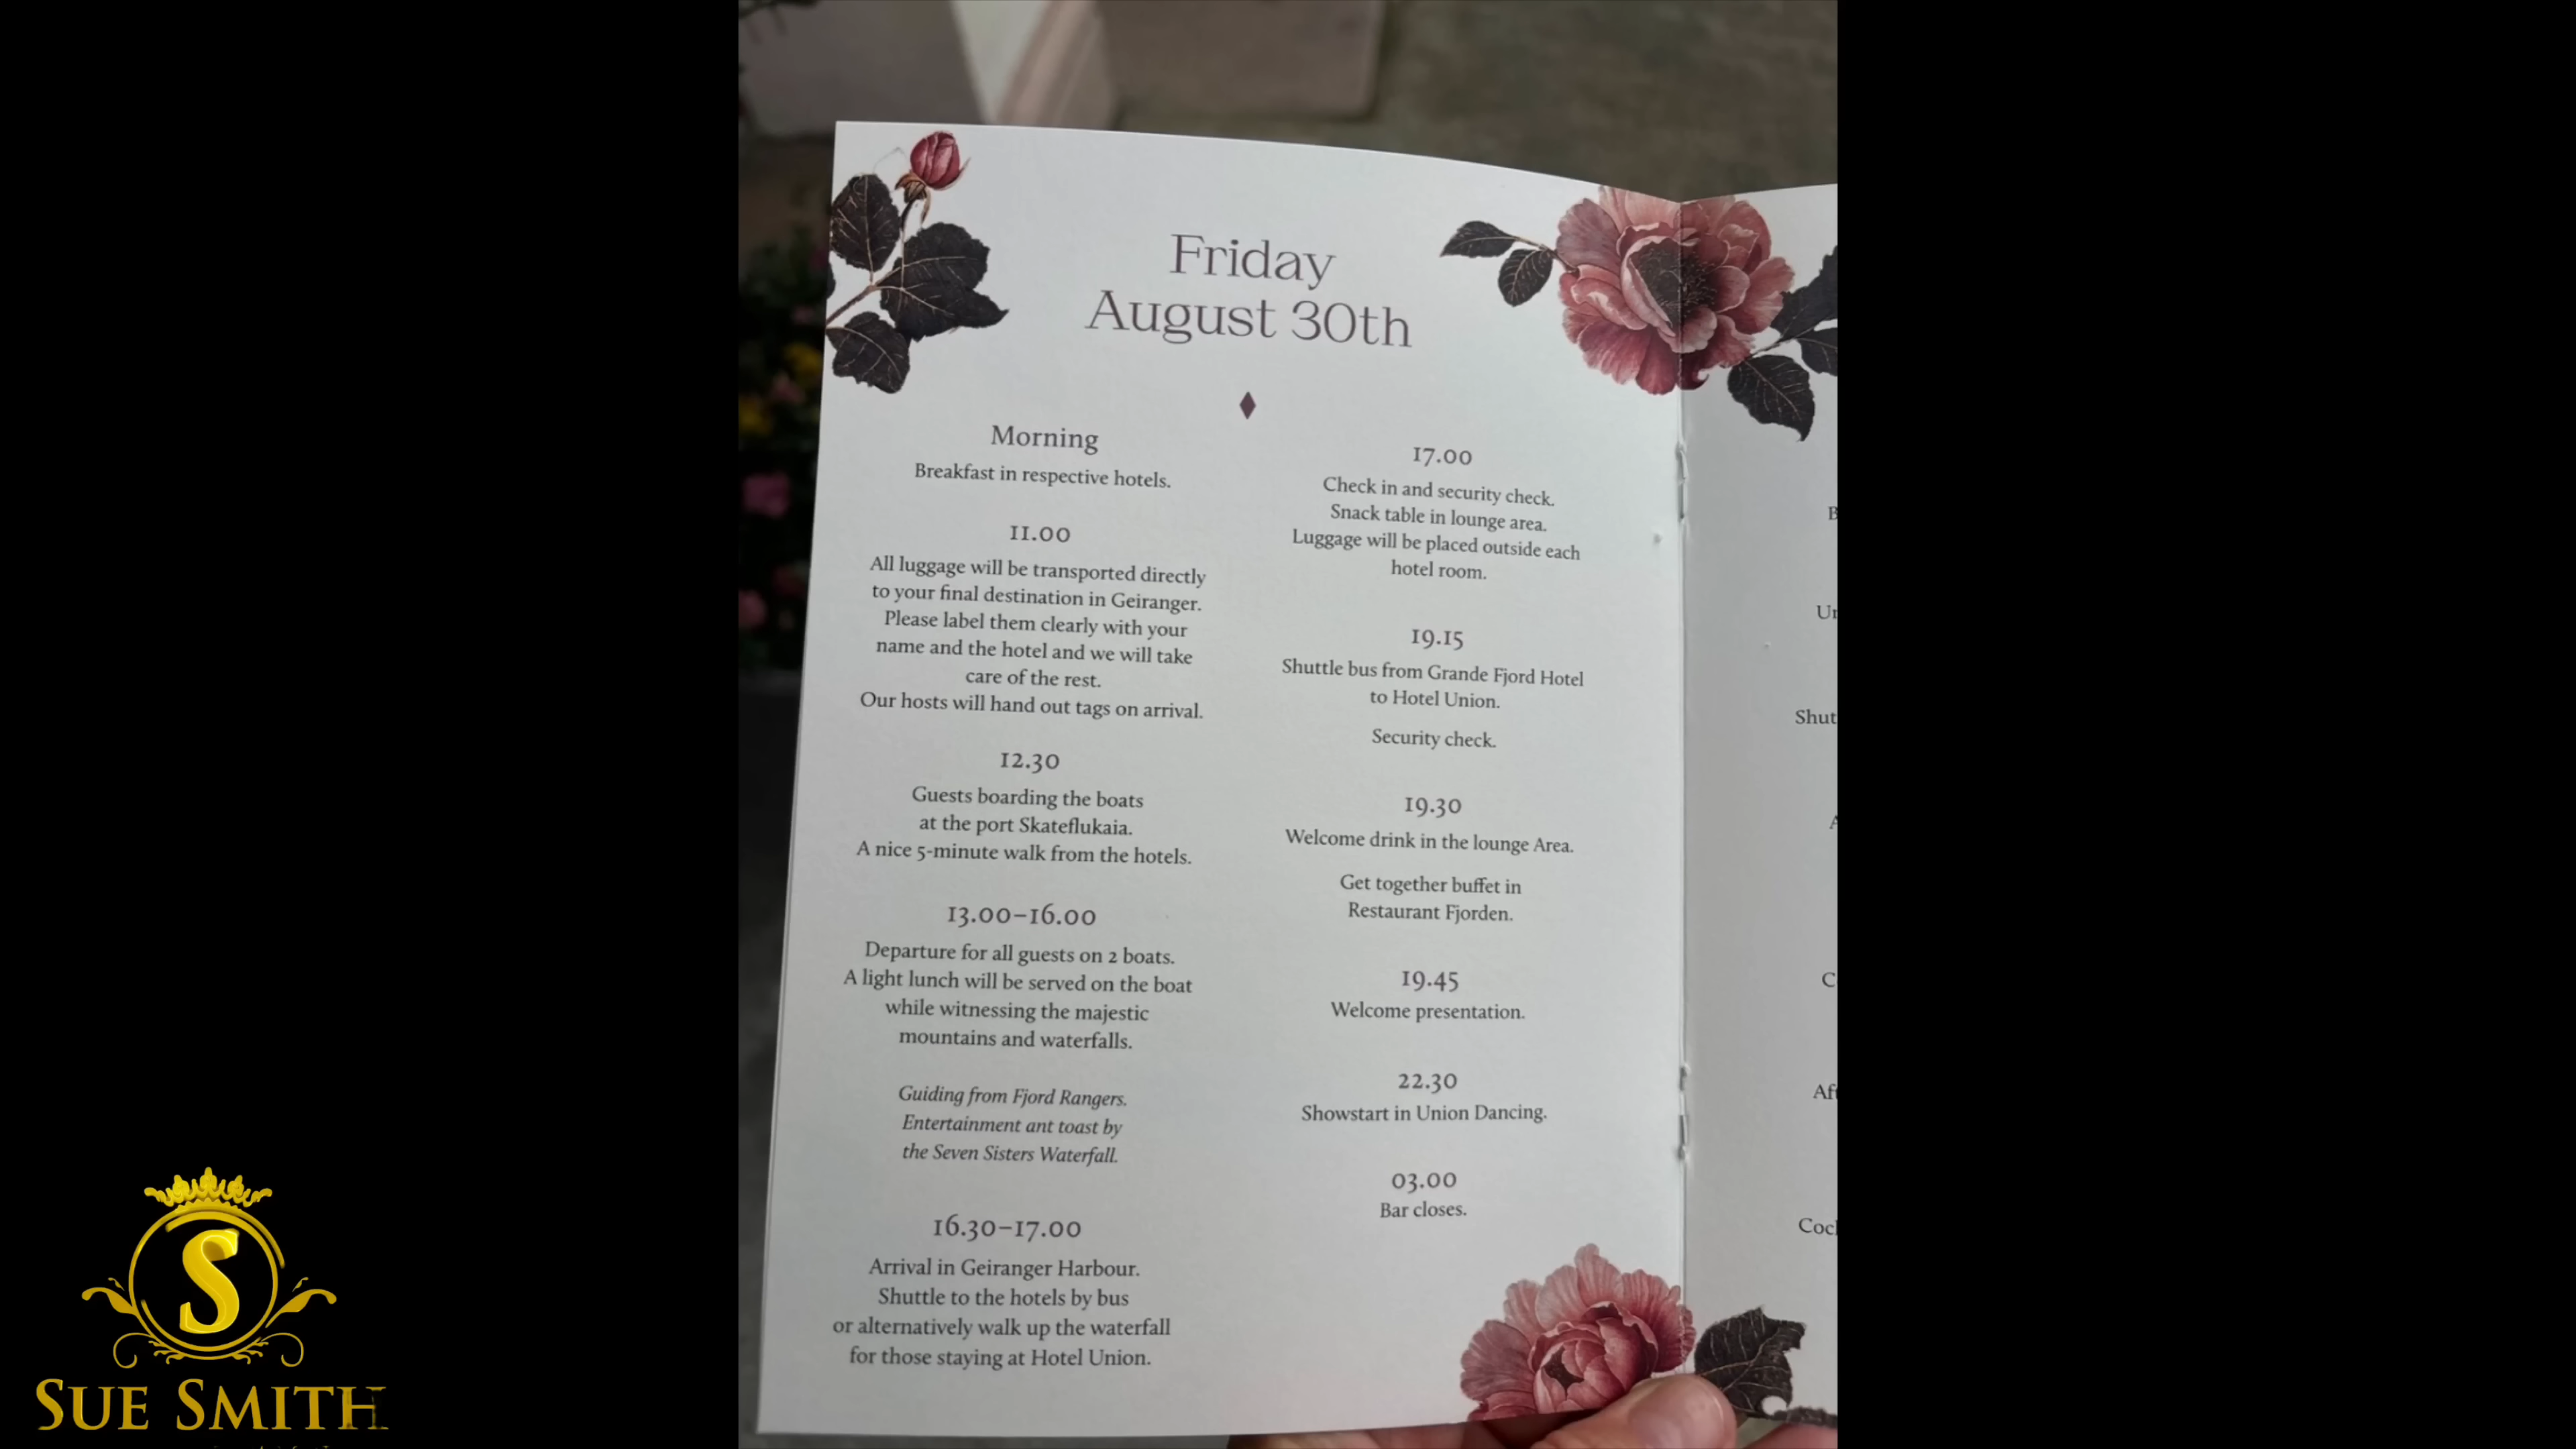 Friday
August 30th
Morning
Breakfast in respective hotels.
11.00
All luggage will be transported directly
to your final destination in Geiranger.
Please label them clearly with your
name and the hotel and we will take
care of the rest.
Our hosts will hand out tags on arrival.
12.30
Guests boarding the boats
at the port Skateflukaia.
A nice 5-minute walk from the hotels.
13.00–16.00
Departure for all guests on 2 boats.
A light lunch will be served on the boat
while witnessing the majestic
mountains and waterfalls.
Guiding from Fjord Rangers.
Entertainment ant toast by
the Seven Sisters Waterfall.
16.30–17.00
Arrival in Geiranger Harbour.
Shuttle to the hotels by bus
or alternatively walk up the waterfall
for those staying at Hotel Union.
17.00
Check in and security check.
Snack table in lounge area.
Luggage will be placed outside each
hotel room.
19.15
Shuttle bus from Grande Fjord Hotel
to Hotel Union.
Security check.
19.30
Welcome drink in the lounge Area.
Get together buffet in
Restaurant Fjorden.
19.45
Welcome presentation.
22.30
Showstart in Union Dancing.
03.00
Bar closes.
S
SUE SMITH